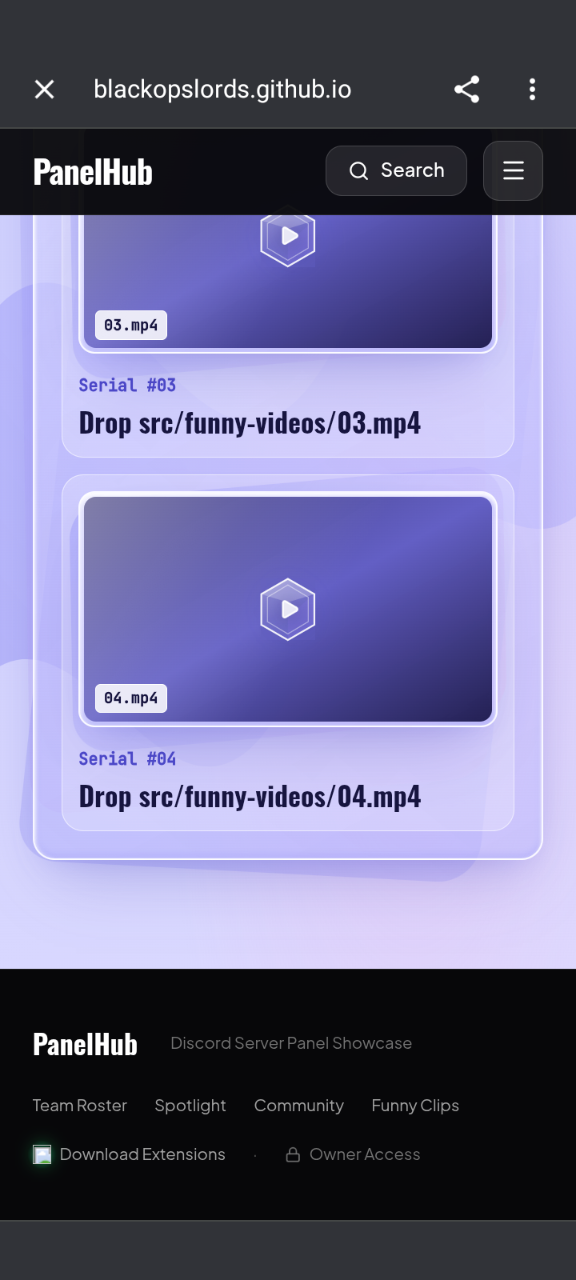 blackopslords.github.io
PanelHub
Search
03.mp4
Serial #03
Drop src/funny-videos/03.mp4
04.mp4
Serial #04
Drop src/funny-videos/04.mp4
PanelHub Discord Server Panel Showcase
Team Roster Spotlight Community Funny Clips
Download Extensions · Owner Access